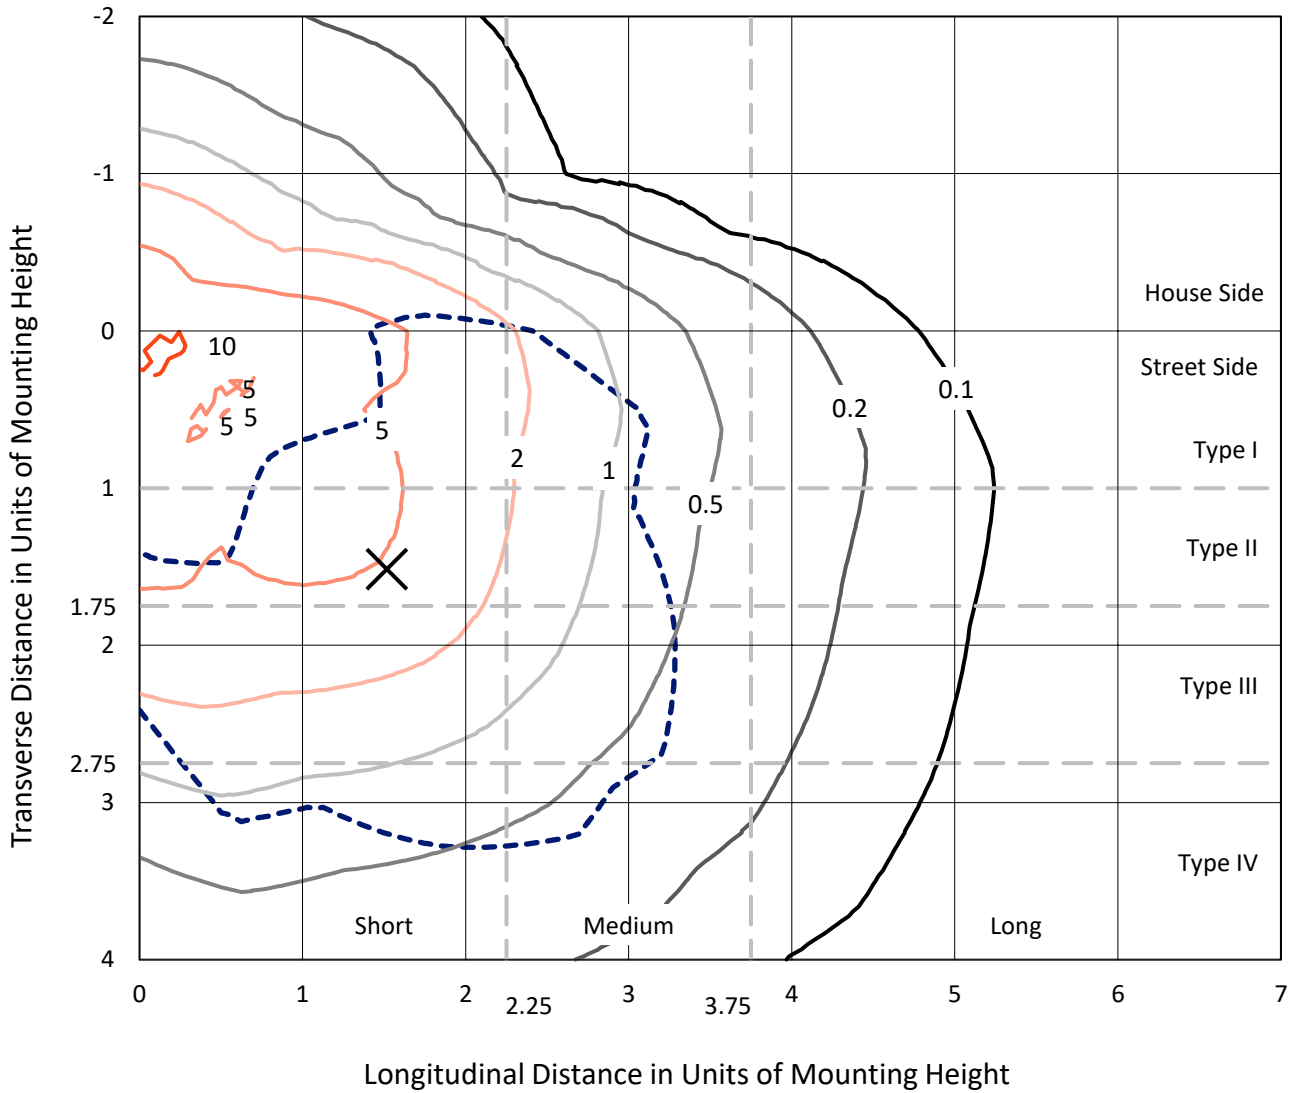 -2
-1
0
1
1.75
2
2.75
3
4
Transverse Distance in Units of Mounting Height
House Side
Street Side
Type I
Type II
Type III
Type IV
10
5
5
5
5
2
1
0.5
0.2
0.1
Short
Medium
Long
0
1
2
2.25
3
3.75
4
5
6
7
Longitudinal Distance in Units of Mounting Height